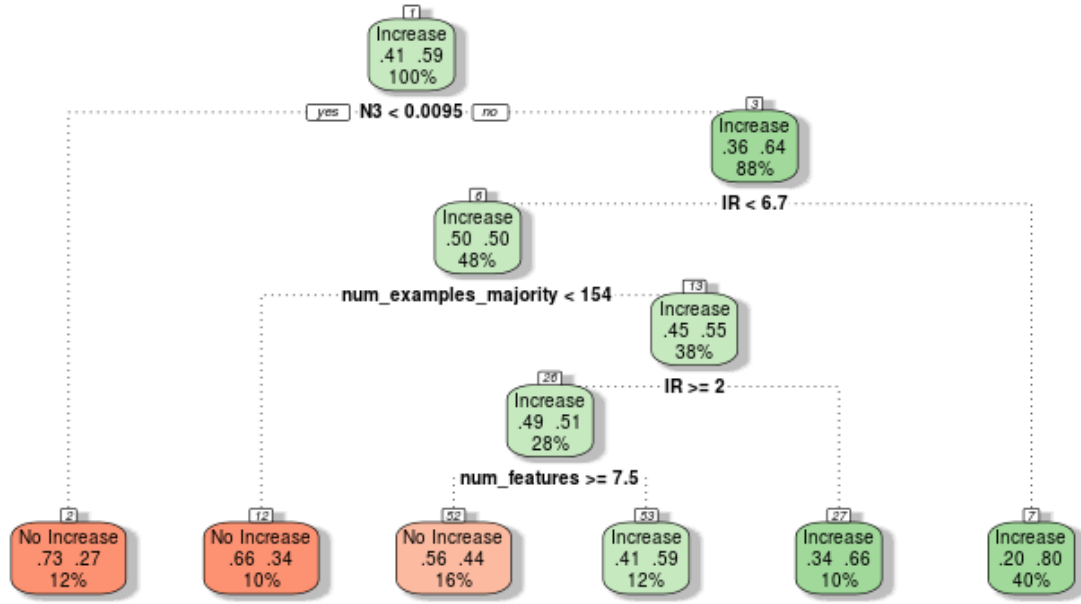 1
Increase
.41 .59
100%
yes N3 < 0.0095 no
3
Increase
.36 .64
88%
IR < 6.7
6
Increase
.50 .50
48%
num_examples_majority < 154
13
Increase
.45 .55
38%
IR >= 2
26
Increase
.49 .51
28%
num_features >= 7.5
2
No Increase
.73 .27
12%
12
No Increase
.66 .34
10%
52
No Increase
.56 .44
16%
53
Increase
.41 .59
12%
27
Increase
.34 .66
10%
7
Increase
.20 .80
40%